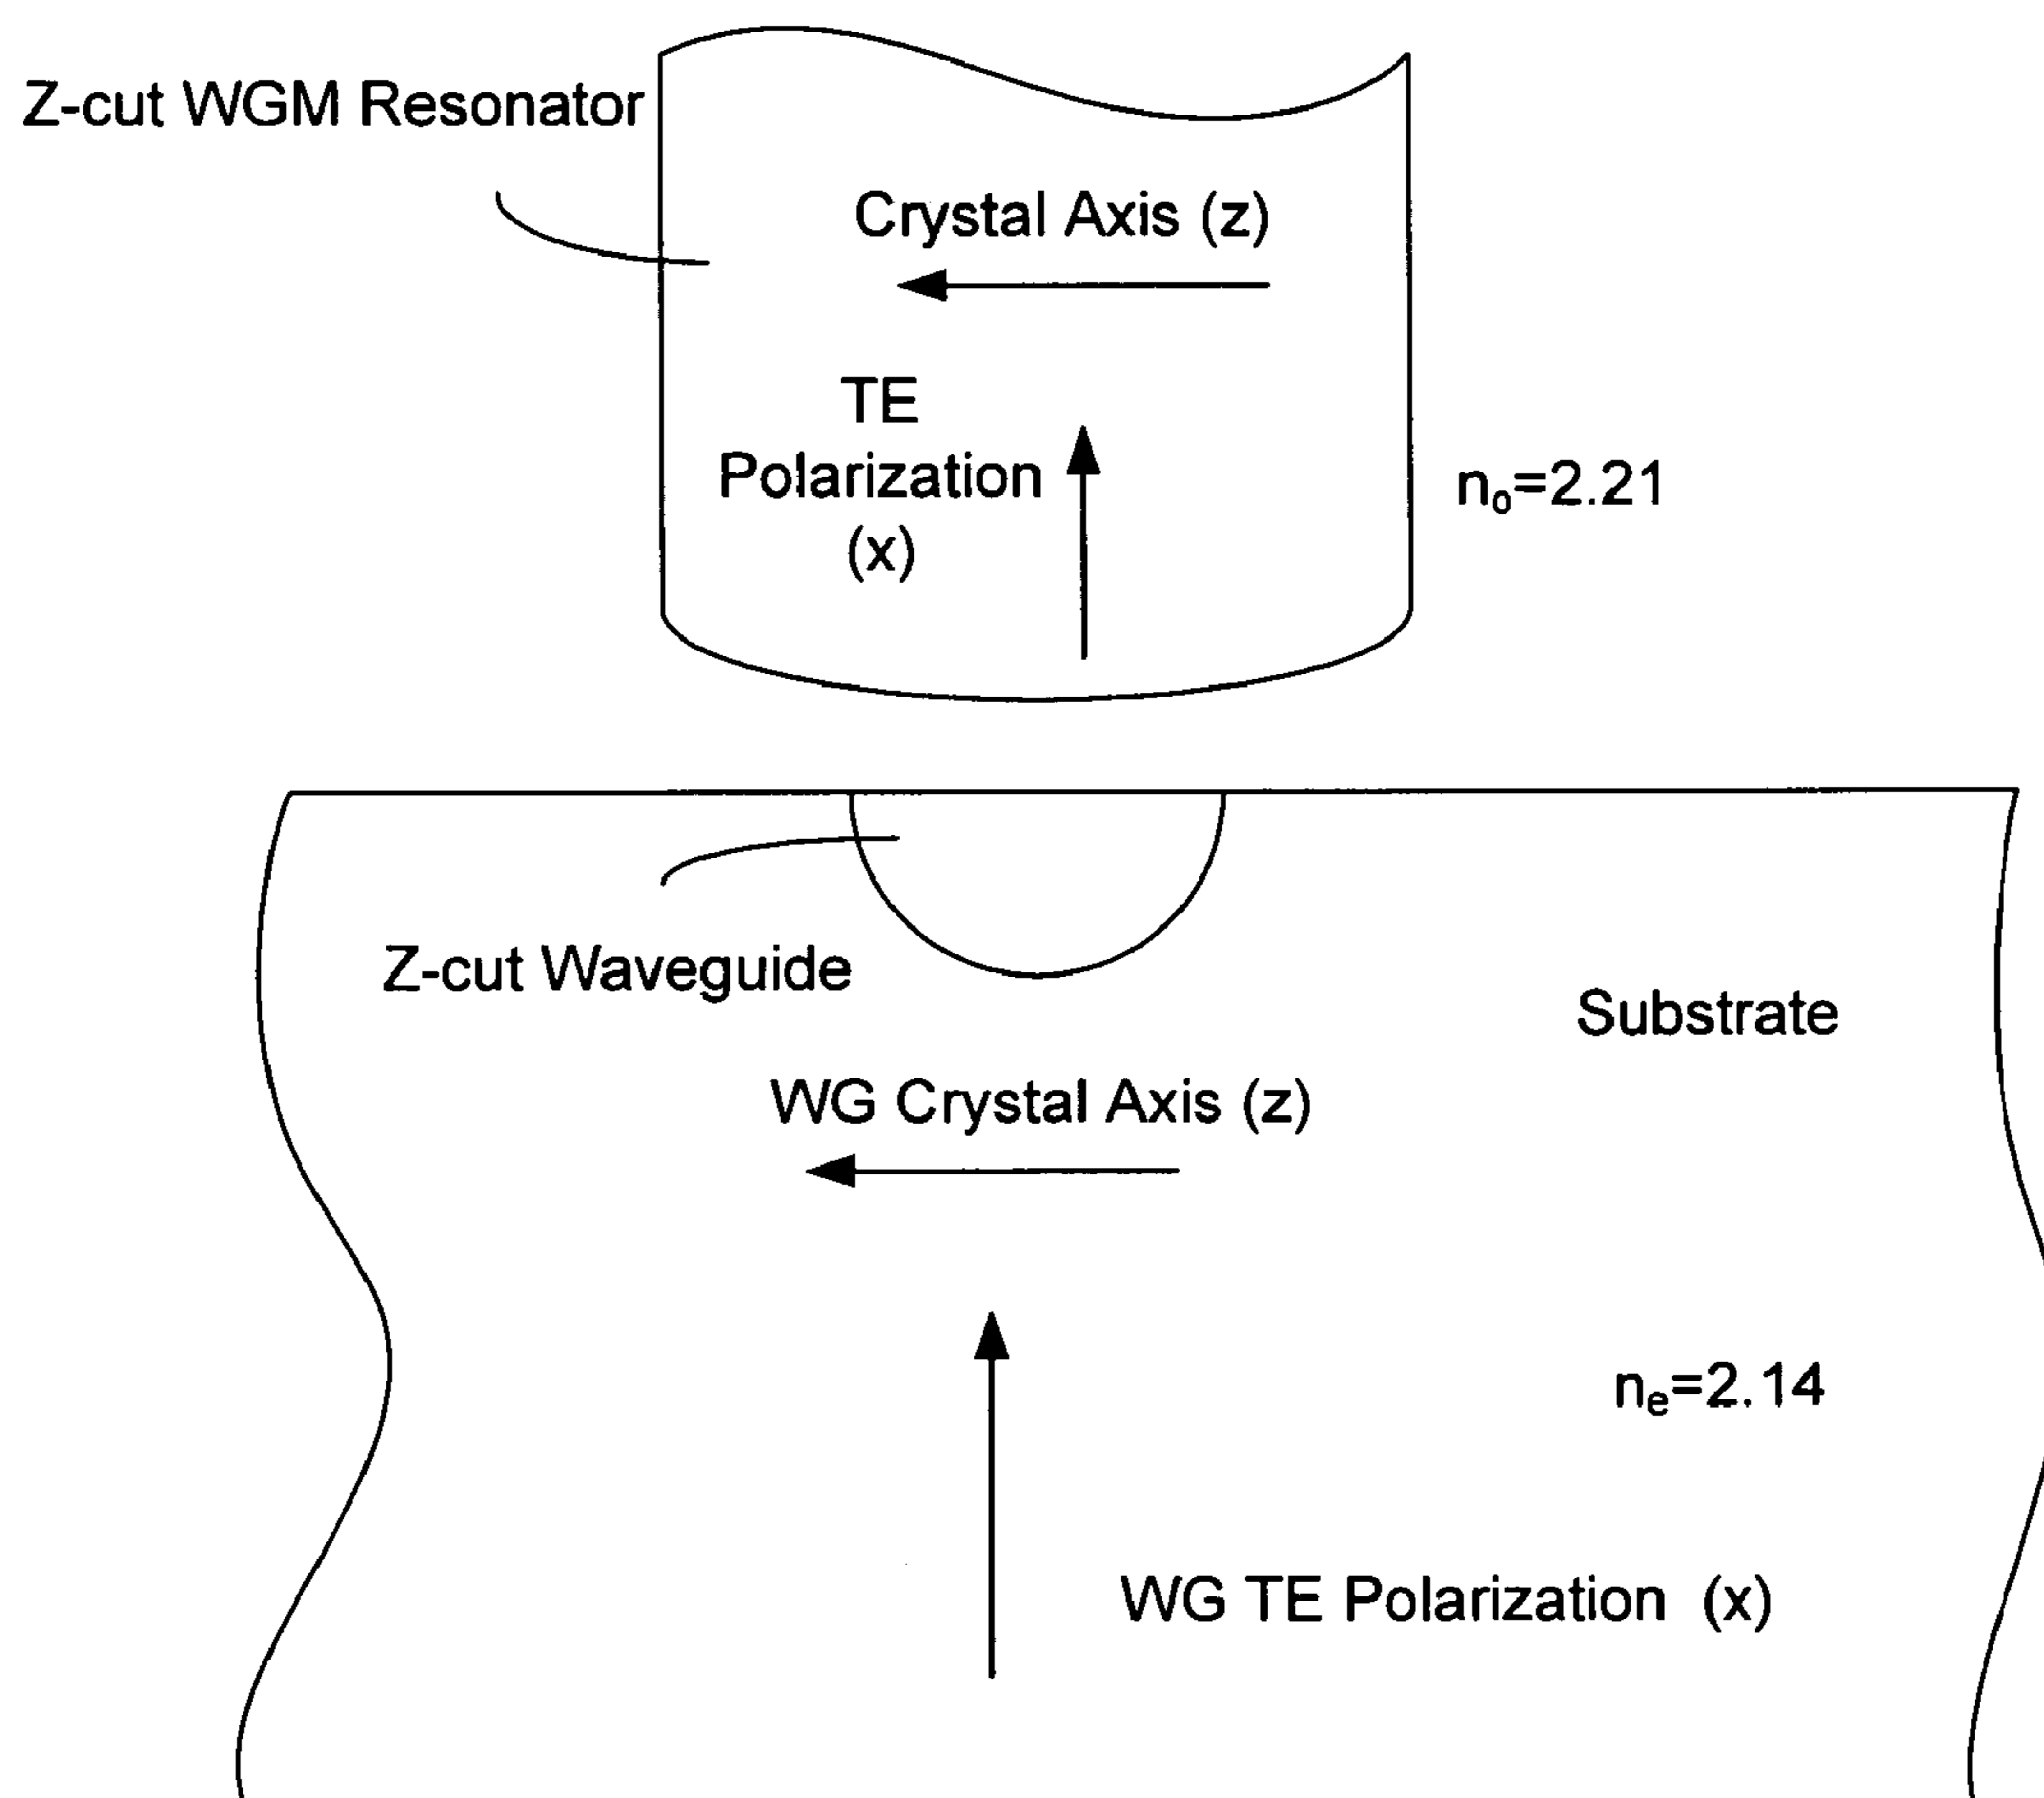 Z-cut WGM Resonator
Crystal Axis (z)
TE
Polarization
(x)
n₀=2.21
Z-cut Waveguide
Substrate
WG Crystal Axis (z)
nₑ=2.14
WG TE Polarization (x)